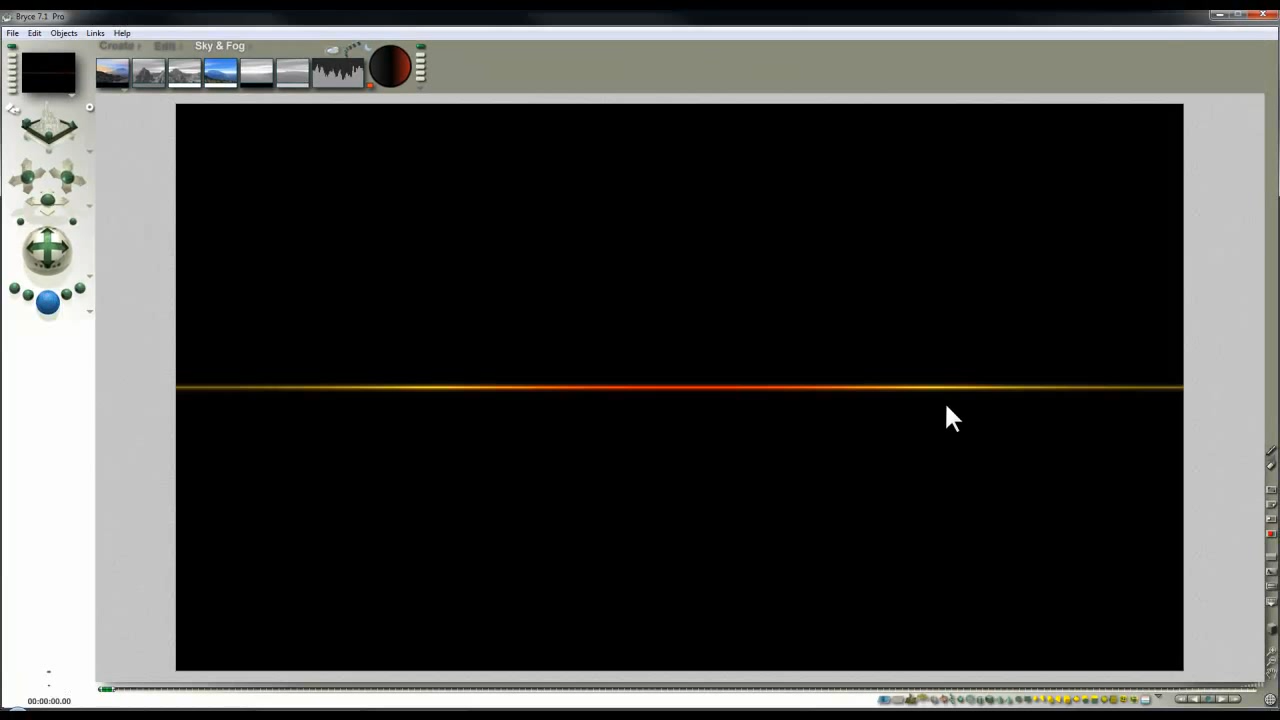 Bryce 7.1 Pro
File Edit Objects Links Help
Create Edit Sky & Fog
00:00:00.00